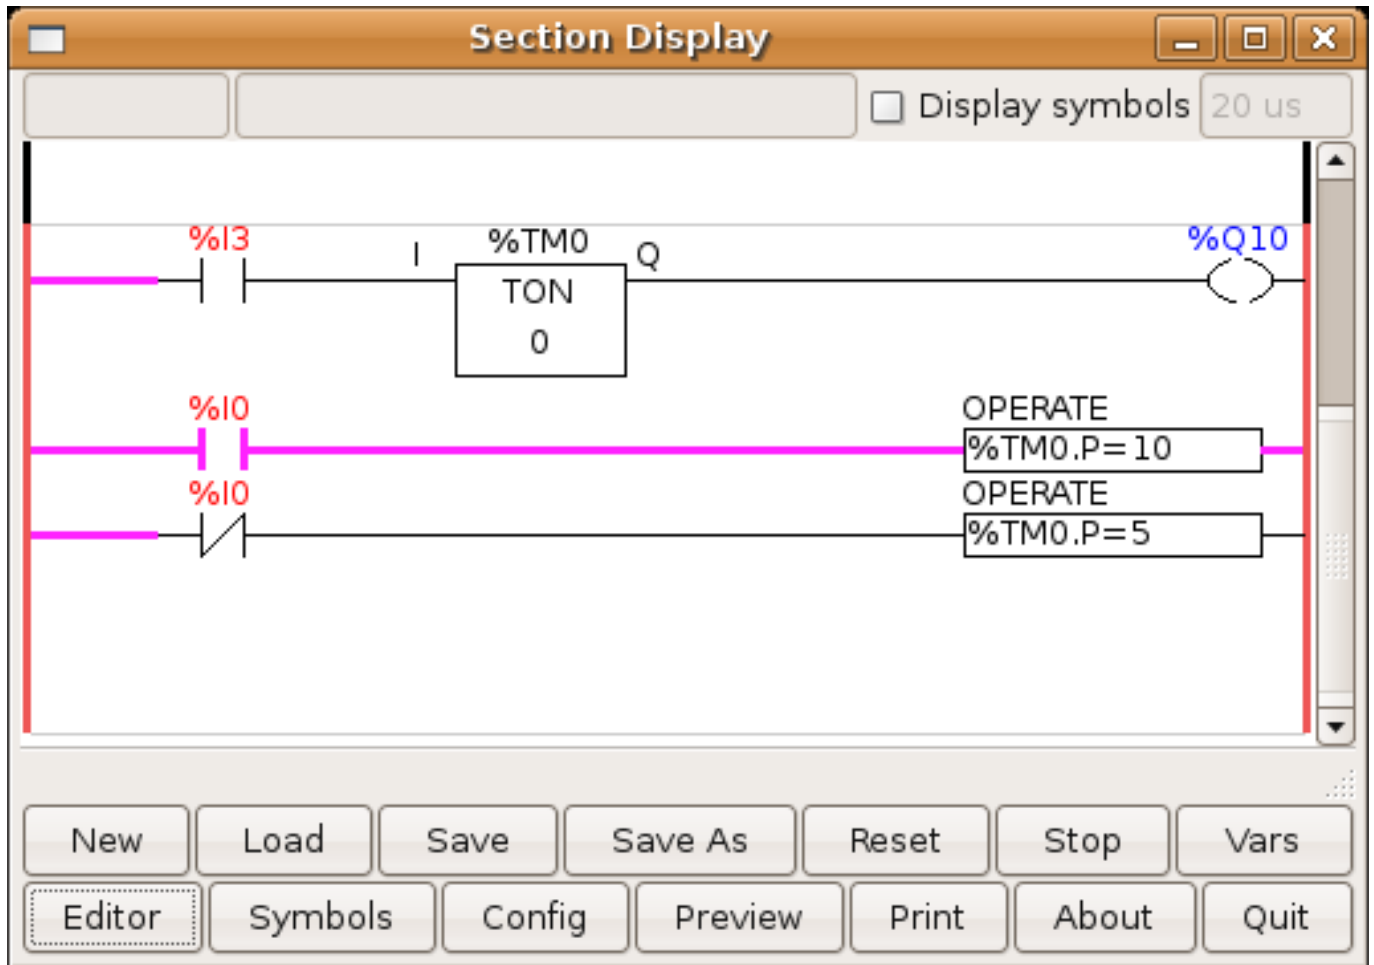 Section Display
Display symbols 20 us
%I3 I %TM0 Q %Q10
TON
0
%I0 OPERATE
%TM0.P=10
%I0 OPERATE
%TM0.P=5
New Load Save Save As Reset Stop Vars
Editor Symbols Config Preview Print About Quit